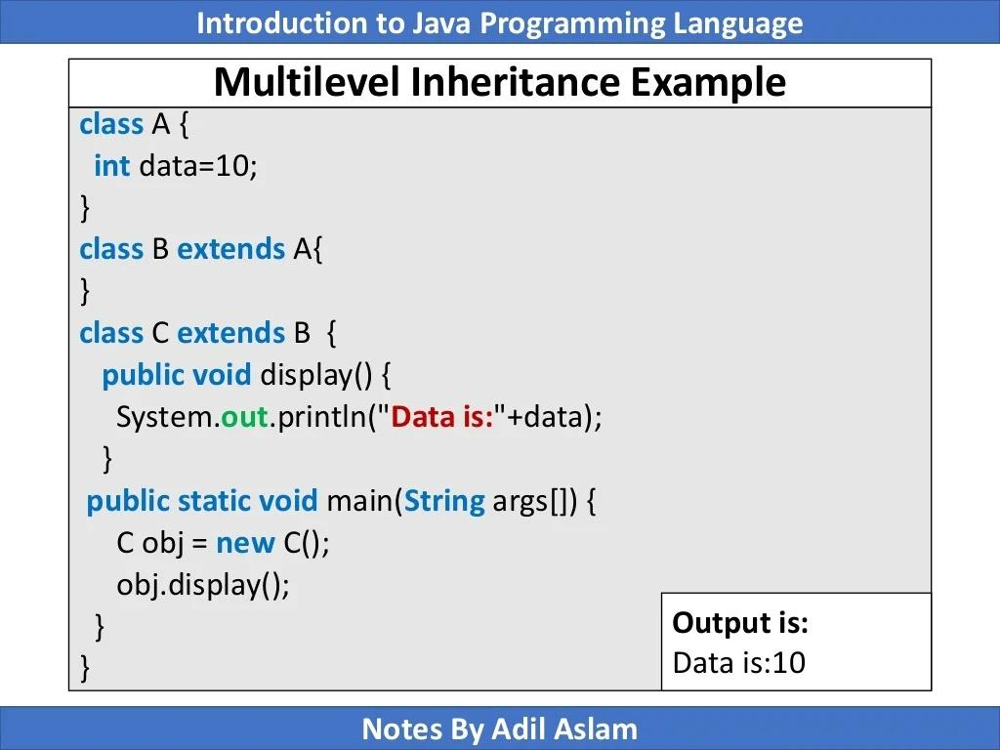 Introduction to Java Programming Language
Multilevel Inheritance Example
class A {
int data=10;
}
class B extends A{
}
class C extends B  {
public void display() {
System.out.println("Data is:"+data);
}
public static void main(String args[]) {
C obj = new C();
obj.display();
}
}
Output is:
Data is:10
Notes By Adil Aslam